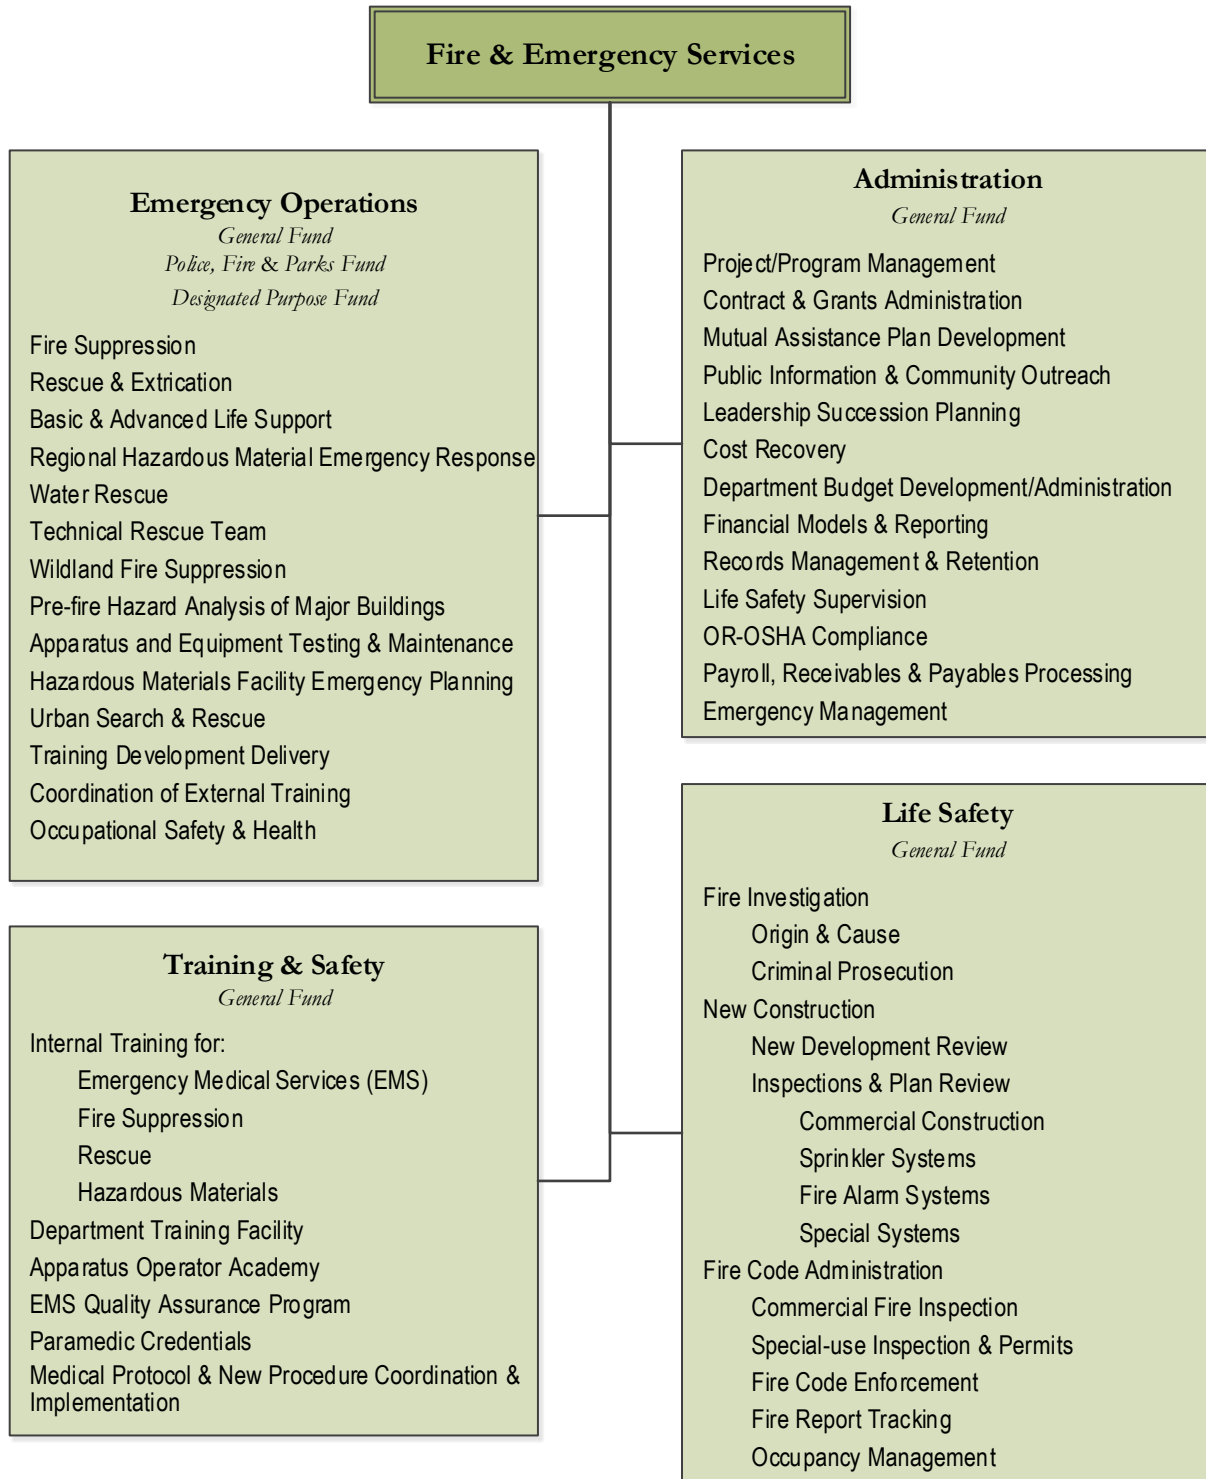 Fire & Emergency Services
Emergency Operations
General Fund
Police, Fire & Parks Fund
Designated Purpose Fund
Fire Suppression
Rescue & Extrication
Basic & Advanced Life Support
Regional Hazardous Material Emergency Response
Water Rescue
Technical Rescue Team
Wildland Fire Suppression
Pre-fire Hazard Analysis of Major Buildings
Apparatus and Equipment Testing & Maintenance
Hazardous Materials Facility Emergency Planning
Urban Search & Rescue
Training Development Delivery
Coordination of External Training
Occupational Safety & Health
Administration
General Fund
Project/Program Management
Contract & Grants Administration
Mutual Assistance Plan Development
Public Information & Community Outreach
Leadership Succession Planning
Cost Recovery
Department Budget Development/Administration
Financial Models & Reporting
Records Management & Retention
Life Safety Supervision
OR-OSHA Compliance
Payroll, Receivables & Payables Processing
Emergency Management
Training & Safety
General Fund
Internal Training for:
Emergency Medical Services (EMS)
Fire Suppression
Rescue
Hazardous Materials
Department Training Facility
Apparatus Operator Academy
EMS Quality Assurance Program
Paramedic Credentials
Medical Protocol & New Procedure Coordination &
Implementation
Life Safety
General Fund
Fire Investigation
Origin & Cause
Criminal Prosecution
New Construction
New Development Review
Inspections & Plan Review
Commercial Construction
Sprinkler Systems
Fire Alarm Systems
Special Systems
Fire Code Administration
Commercial Fire Inspection
Special-use Inspection & Permits
Fire Code Enforcement
Fire Report Tracking
Occupancy Management